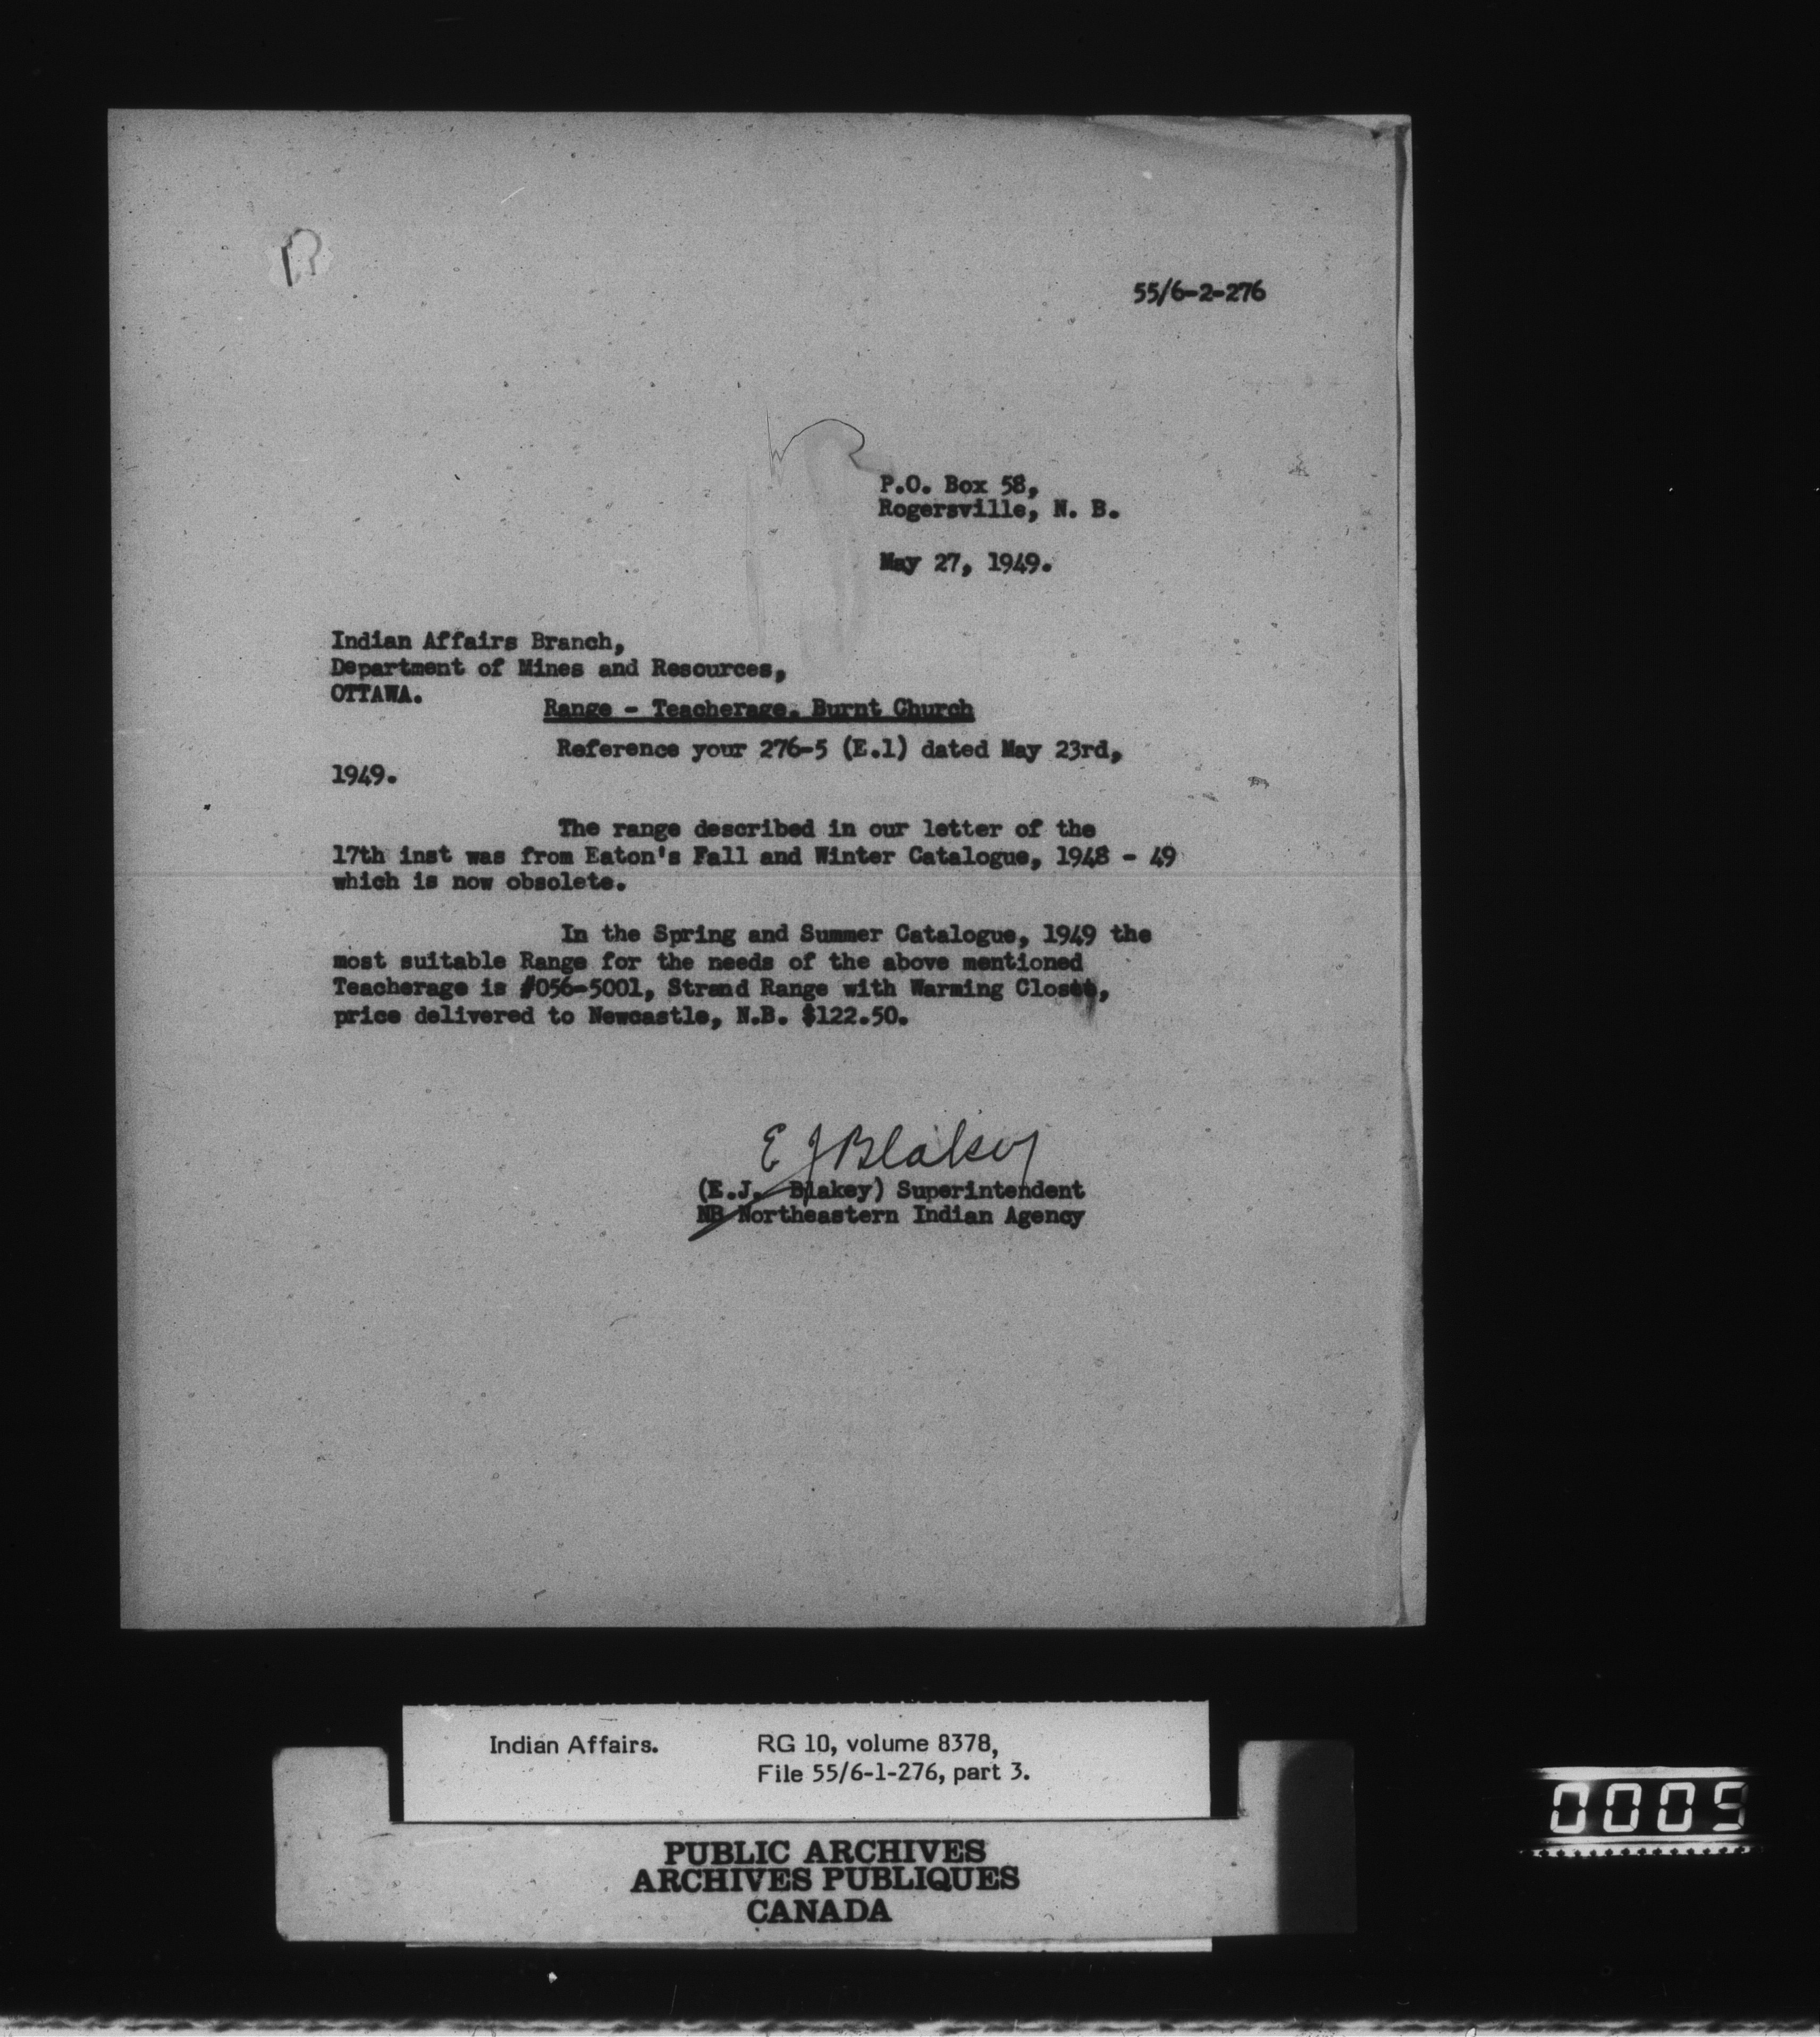 55/6-2-276
P.O. Box 58,
Rogersville, N. B.
May 27, 1949.
Indian Affairs Branch,
Department of Mines and Resources,
OTTAWA.
Range - Teacherage. Burnt Church
Reference your 276-5 (E.1) dated May 23rd,
1949.
The range described in our letter of the
17th inst was from Eaton's Fall and Winter Catalogue, 1948 - 49
which is now obsolete.
In the Spring and Summer Catalogue, 1949 the
most suitable Range for the needs of the above mentioned
Teacherage is #056-5001, Strand Range with Warming Closet,
price delivered to Newcastle, N.B. $122.50.
E J Blakey
(E.J. Blakey) Superintendent
NB Northeastern Indian Agency
Indian Affairs. RG 10, volume 8378,
File 55/6-1-276, part 3.
PUBLIC ARCHIVES
ARCHIVES PUBLIQUES
CANADA
0009